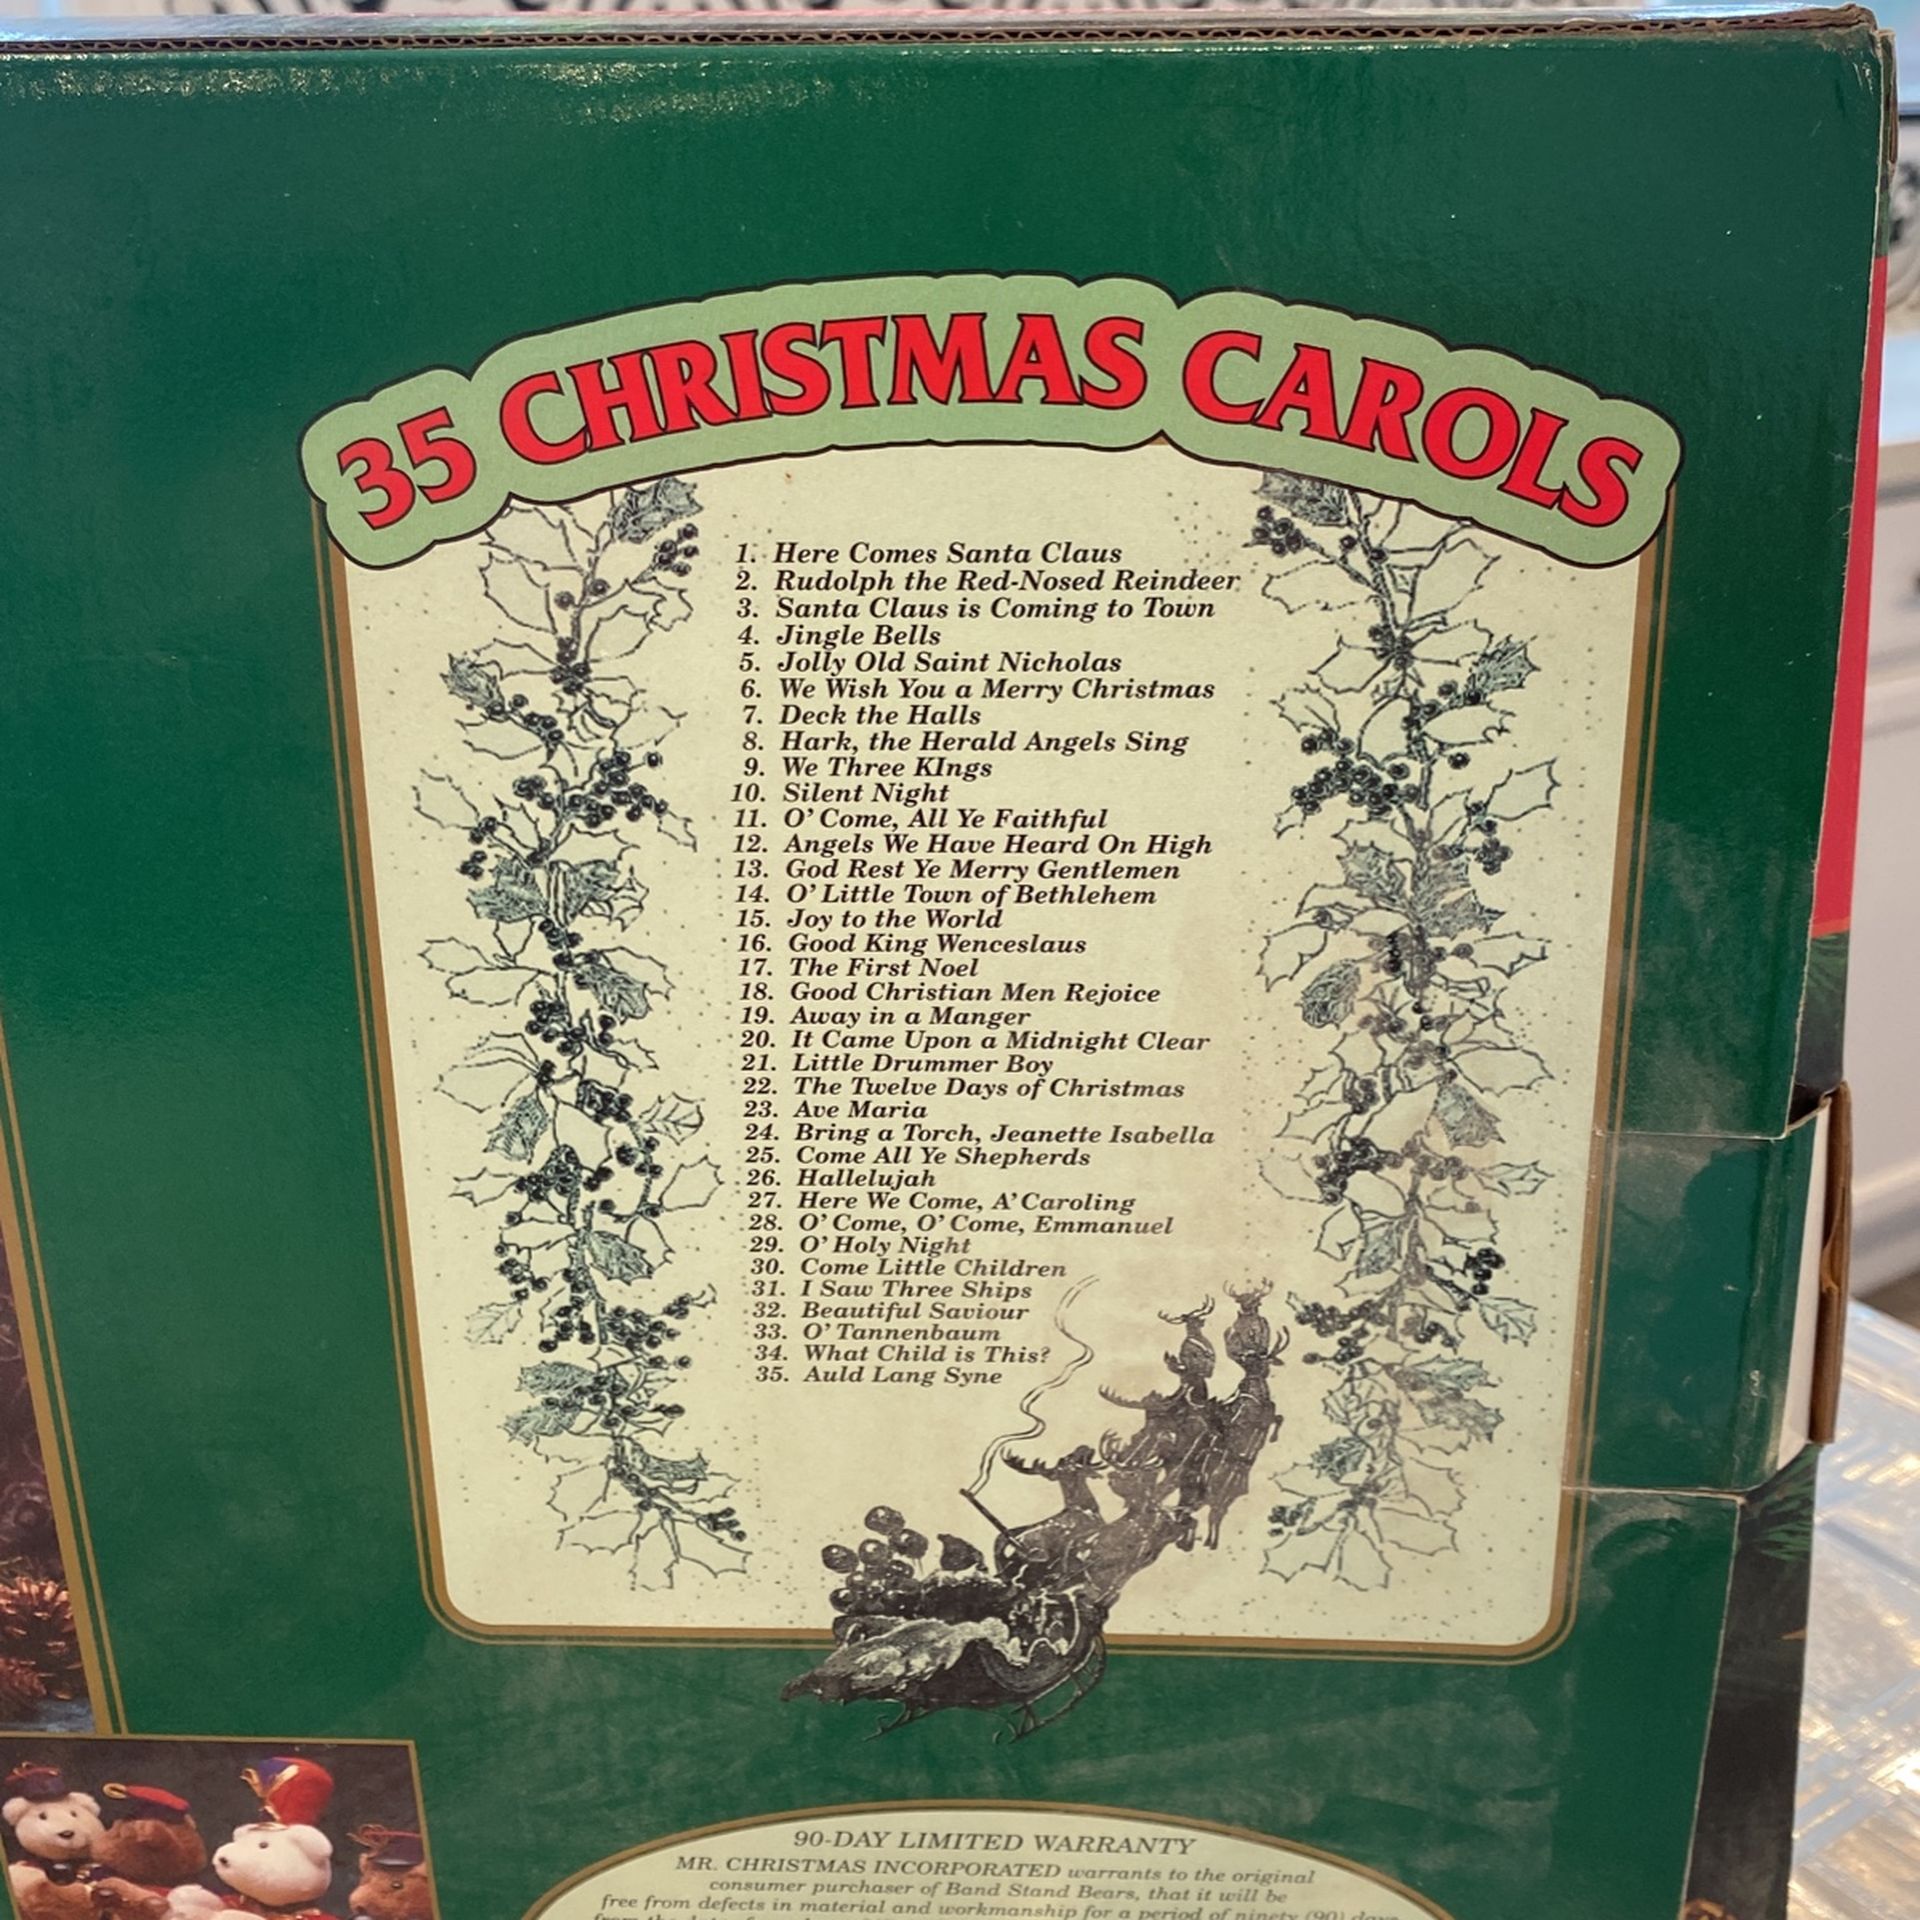 35 CHRISTMAS CAROLS
1. Here Comes Santa Claus
2. Rudolph the Red-Nosed Reindeer
3. Santa Claus is Coming to Town
4. Jingle Bells
5. Jolly Old Saint Nicholas
6. We Wish You a Merry Christmas
7. Deck the Halls
8. Hark, the Herald Angels Sing
9. We Three KIngs
10. Silent Night
11. O' Come, All Ye Faithful
12. Angels We Have Heard On High
13. God Rest Ye Merry Gentlemen
14. O' Little Town of Bethlehem
15. Joy to the World
16. Good King Wenceslaus
17. The First Noel
18. Good Christian Men Rejoice
19. Away in a Manger
20. It Came Upon a Midnight Clear
21. Little Drummer Boy
22. The Twelve Days of Christmas
23. Ave Maria
24. Bring a Torch, Jeanette Isabella
25. Come All Ye Shepherds
26. Hallelujah
27. Here We Come, A' Caroling
28. O' Come, O' Come, Emmanuel
29. O' Holy Night
30. Come Little Children
31. I Saw Three Ships
32. Beautiful Saviour
33. O' Tannenbaum
34. What Child is This?
35. Auld Lang Syne
90-DAY LIMITED WARRANTY
MR. CHRISTMAS INCORPORATED warrants to the original
consumer purchaser of Band Stand Bears, that it will be
free from defects in material and workmanship for a period of ninety (90) days